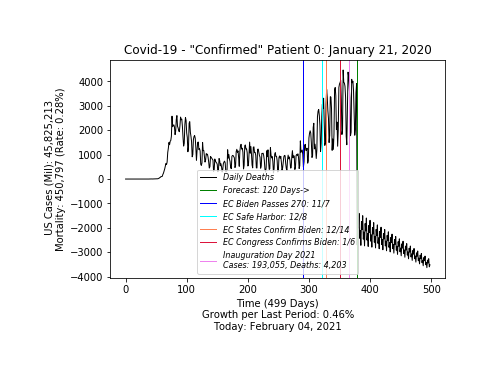 Covid-19 - "Confirmed" Patient 0: January 21, 2020
US Cases (Mil): 45,825,213
Mortality: 450,797 (Rate: 0.28%)
4000
3000
2000
1000
0
−1000
−2000
−3000
−4000
Daily Deaths
Forecast: 120 Days->
EC Biden Passes 270: 11/7
EC Safe Harbor: 12/8
EC States Confirm Biden: 12/14
EC Congress Confirms Biden: 1/6
Inauguration Day 2021
Cases: 193,055, Deaths: 4,203
0 100 200 300 400 500
Time (499 Days)
Growth per Last Period: 0.46%
Today: February 04, 2021